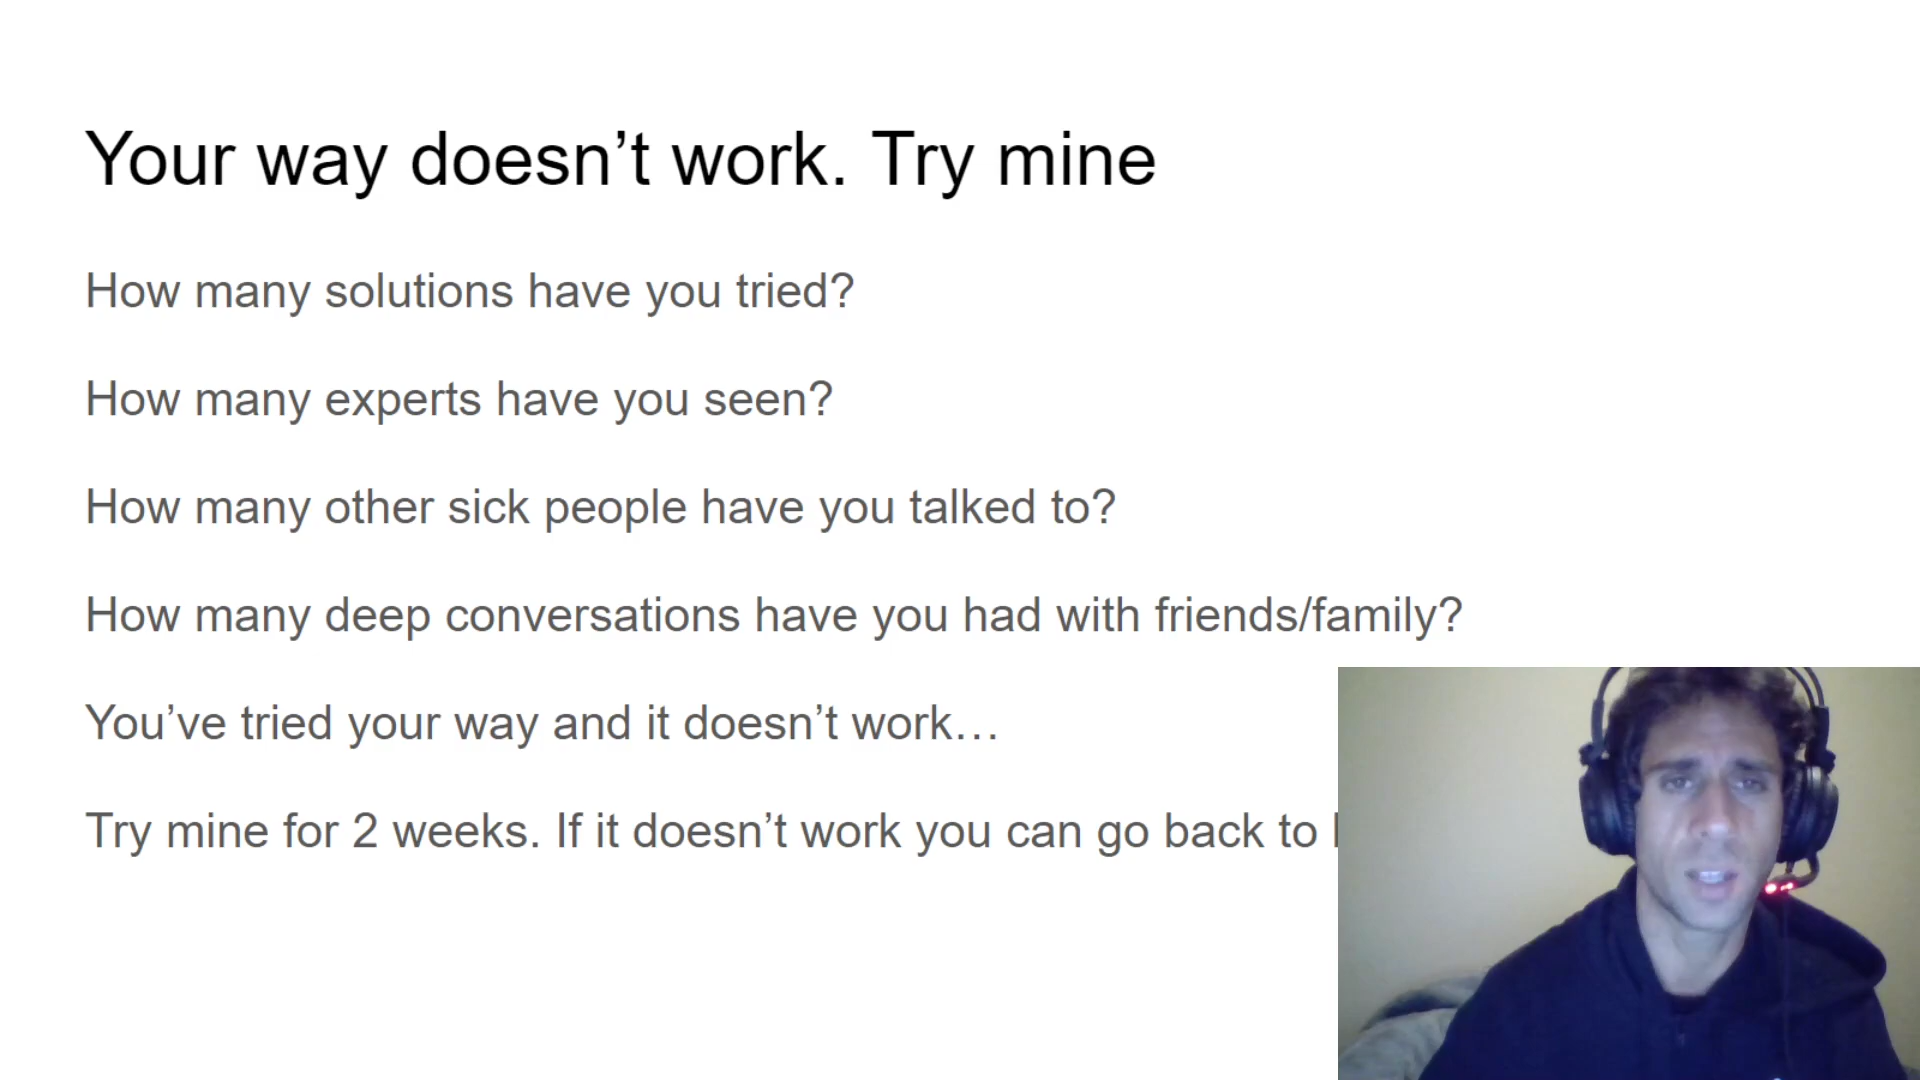 Your way doesn’t work. Try mine
How many solutions have you tried?
How many experts have you seen?
How many other sick people have you talked to?
How many deep conversations have you had with friends/family?
You’ve tried your way and it doesn’t work…
Try mine for 2 weeks. If it doesn’t work you can go back to